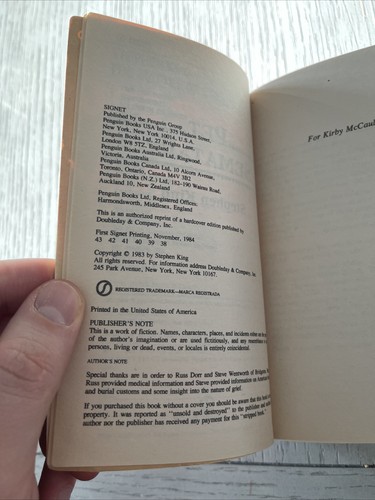 SIGNET
Published by the Penguin Group
Penguin Books USA Inc., 375 Hudson Street,
New York, New York 10014, U.S.A.
Penguin Books Ltd, 27 Wrights Lane,
London W8 5TZ, England
Penguin Books Australia Ltd, Ringwood,
Victoria, Australia
Penguin Books Canada Ltd, 10 Alcorn Avenue,
Toronto, Ontario, Canada M4V 3B2
Penguin Books (N.Z.) Ltd, 182-190 Wairau Road,
Auckland 10, New Zealand
Penguin Books Ltd, Registered Offices:
Harmondsworth, Middlesex, England
This is an authorized reprint of a hardcover edition published by
Doubleday & Company, Inc.
First Signet Printing, November, 1984
43 42 41 40 39 38
Copyright © 1983 by Stephen King
All rights reserved. For information address Doubleday & Company, Inc
245 Park Avenue, New York, New York 10167.
REGISTERED TRADEMARK—MARCA REGISTRADA
Printed in the United States of America
PUBLISHER'S NOTE
This is a work of fiction. Names, characters, places, and incidents either are the
of the author's imagination or are used fictitiously, and any resemblance
persons, living or dead, events, or locales is entirely coincidental.
AUTHOR'S NOTE
Special thanks are in order to Russ Dorr and Steve Wentworth of Bridgton
Russ provided medical information and Steve provided information on American
and burial customs and some insight into the nature of grief.
If you purchased this book without a cover you should be aware that this book
property. It was reported as "unsold and destroyed" to the publisher and
author nor the publisher has received any payment for this "stripped book."
For Kirby McCaul